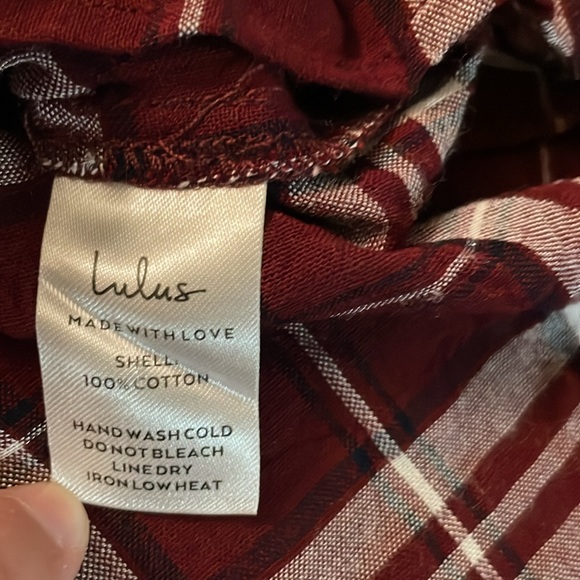 Lulus
MADE WITH LOVE
SHELL:
100% COTTON
HAND WASH COLD
DO NOT BLEACH
LINE DRY
IRON LOW HEAT